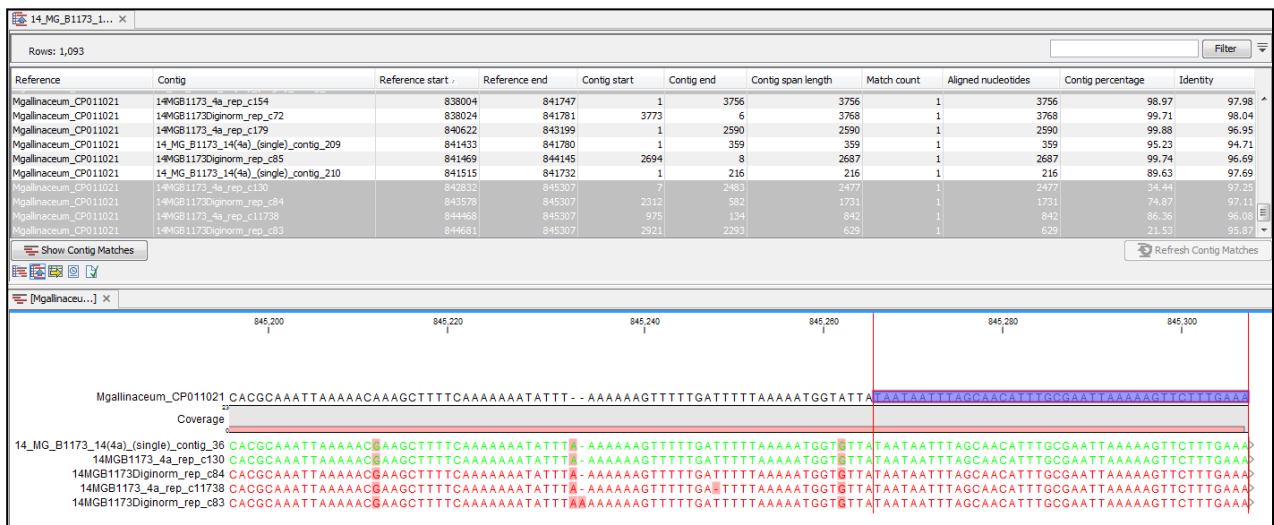 14_MG_B1173_1... ×
Rows: 1,093 Filter
Reference Contig Reference start Reference end Contig start Contig end Contig span length Match count Aligned nucleotides Contig percentage Identity
Mgallinaceum_CP011021 14MGB1173_4a_rep_c154 838004 841747 1 3756 3756 1 3756 98.97 97.98
Mgallinaceum_CP011021 14MGB1173Diginorm_rep_c72 838024 841781 3773 6 3768 1 3768 99.71 98.04
Mgallinaceum_CP011021 14MGB1173_4a_rep_c179 840622 843199 1 2590 2590 1 2590 99.88 96.95
Mgallinaceum_CP011021 14_MG_B1173_14(4a)_(single)_contig_209 841433 841780 1 359 359 1 359 95.23 94.71
Mgallinaceum_CP011021 14MGB1173Diginorm_rep_c85 841469 844145 2694 8 2687 1 2687 99.74 96.69
Mgallinaceum_CP011021 14_MG_B1173_14(4a)_(single)_contig_210 841515 841732 1 216 216 1 216 89.63 97.69
Mgallinaceum_CP011021 14MGB1173_4a_rep_c130 842832 845307 7 2483 2477 1 2477 34.44 97.25
Mgallinaceum_CP011021 14MGB1173Diginorm_rep_c84 843578 845307 2312 582 1731 1 1731 74.87 97.11
Mgallinaceum_CP011021 14MGB1173_4a_rep_c11738 844468 845307 975 134 842 1 842 86.36 96.08
Mgallinaceum_CP011021 14MGB1173Diginorm_rep_c83 844681 845307 2921 2293 629 1 629 21.53 95.87
Show Contig Matches Refresh Contig Matches
[Mgallinaceu...] ×
845,200 845,220 845,240 845,260 845,280 845,300
Mgallinaceum_CP011021 CACGCAAATTAAAAACAAAGCTTTTCAAAAAAATATTT--AAAAAAGTTTTTGATTTTTAAAAATGGTATTATAATAATTTAGCAACATTTGCGAATTAAAAAGTTCTTTGAAA
23
Coverage
0
14_MG_B1173_14(4a)_(single)_contig_36 CACGCAAATTAAAAACGAAGCTTTTCAAAAAAATATTTA-AAAAAAGTTTTTGATTTTTAAAAATGGTGTTATAATAATTTAGCAACATTTGCGAATTAAAAAGTTCTTTGAAA
14MGB1173_4a_rep_c130 CACGCAAATTAAAAACGAAGCTTTTCAAAAAAATATTTA-AAAAAAGTTTTTGATTTTTAAAAATGGTGTTATAATAATTTAGCAACATTTGCGAATTAAAAAGTTCTTTGAAA
14MGB1173Diginorm_rep_c84 CACGCAAATTAAAAACGAAGCTTTTCAAAAAAATATTTA-AAAAAAGTTTTTGATTTTTAAAAATGGTGTTATAATAATTTAGCAACATTTGCGAATTAAAAAGTTCTTTGAAA
14MGB1173_4a_rep_c11738 CACGCAAATTAAAAACGAAGCTTTTCAAAAAAATATTTA-AAAAAAGTTTTTGA-TTTTAAAAATGGTGTTATAATAATTTAGCAACATTTGCGAATTAAAAAGTTCTTTGAAA
14MGB1173Diginorm_rep_c83 CACGCAAATTAAAAACGAAGCTTTTCAAAAAAATATTTAAAAAAAAGTTTTTGATTTTTAAAAATGGTGTTATAATAATTTAGCAACATTTGCGAATTAAAAAGTTCTTTGAAA